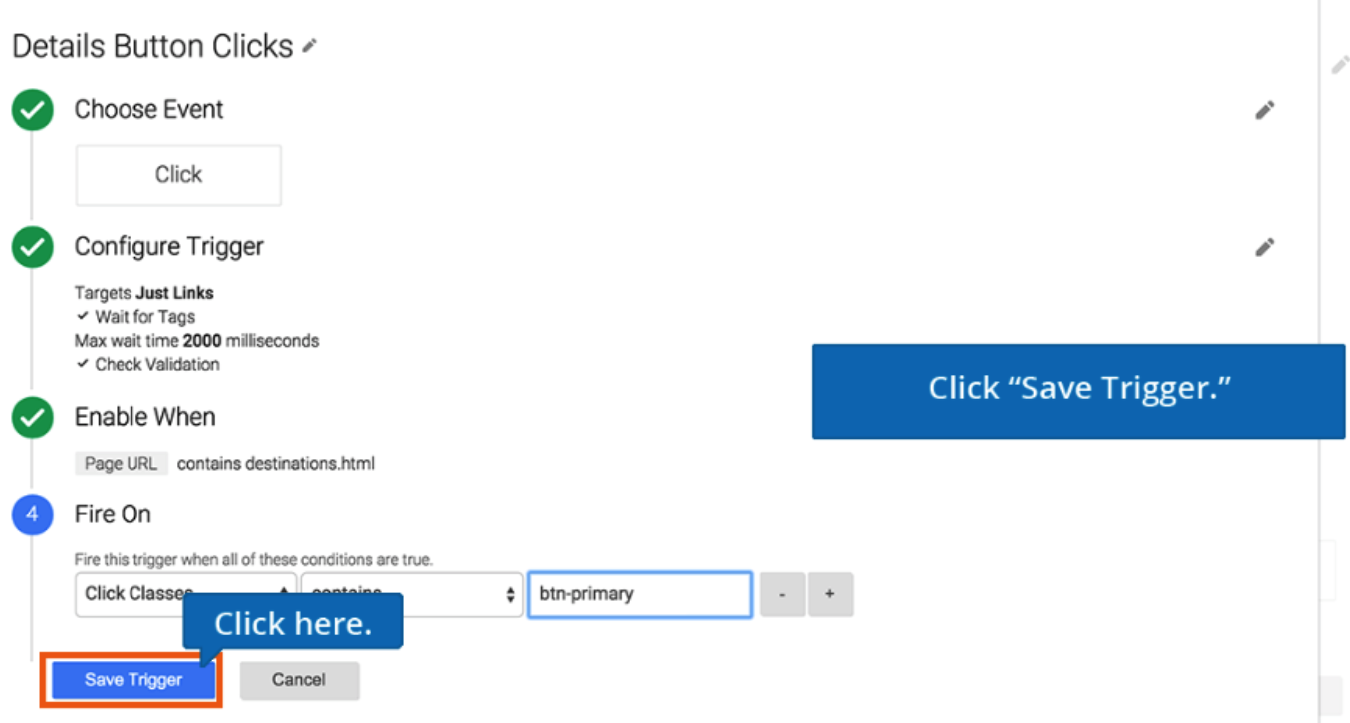 Details Button Clicks
Choose Event
Click
Configure Trigger
Targets Just Links
Wait for Tags
Max wait time 2000 milliseconds
Check Validation
Click “Save Trigger.”
Enable When
Page URL contains destinations.html
4 Fire On
Fire this trigger when all of these conditions are true.
Click Classes contains btn-primary - +
Click here.
Save Trigger Cancel